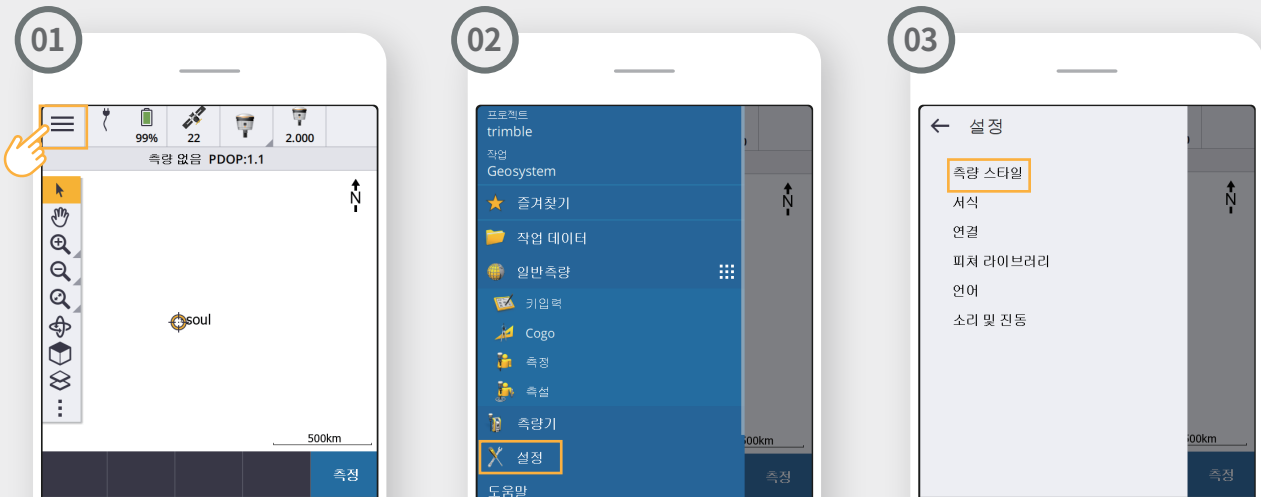 01
99%
22
2.000
측량 없음 PDOP:1.1
N
soul
500km
측정
02
프로젝트
trimble
작업
Geosystem
즐겨찾기
작업 데이터
일반측량
키입력
Cogo
측정
측설
측량기
설정
도움말
N
500km
측정
03
설정
측량 스타일
서식
연결
피쳐 라이브러리
언어
소리 및 진동
N
500km
측정